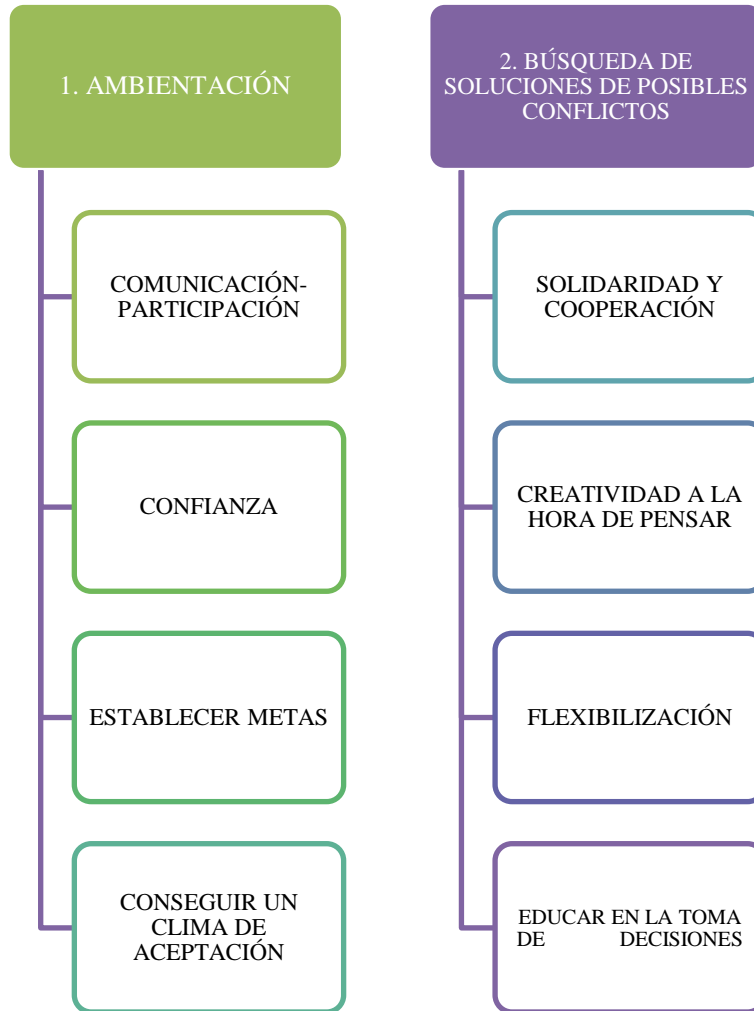 1. AMBIENTACIÓN
COMUNICACIÓN-
PARTICIPACIÓN
CONFIANZA
ESTABLECER METAS
CONSEGUIR UN
CLIMA DE
ACEPTACIÓN
2. BÚSQUEDA DE
SOLUCIONES DE POSIBLES
CONFLICTOS
SOLIDARIDAD Y
COOPERACIÓN
CREATIVIDAD A LA
HORA DE PENSAR
FLEXIBILIZACIÓN
EDUCAR EN LA TOMA
DE DECISIONES